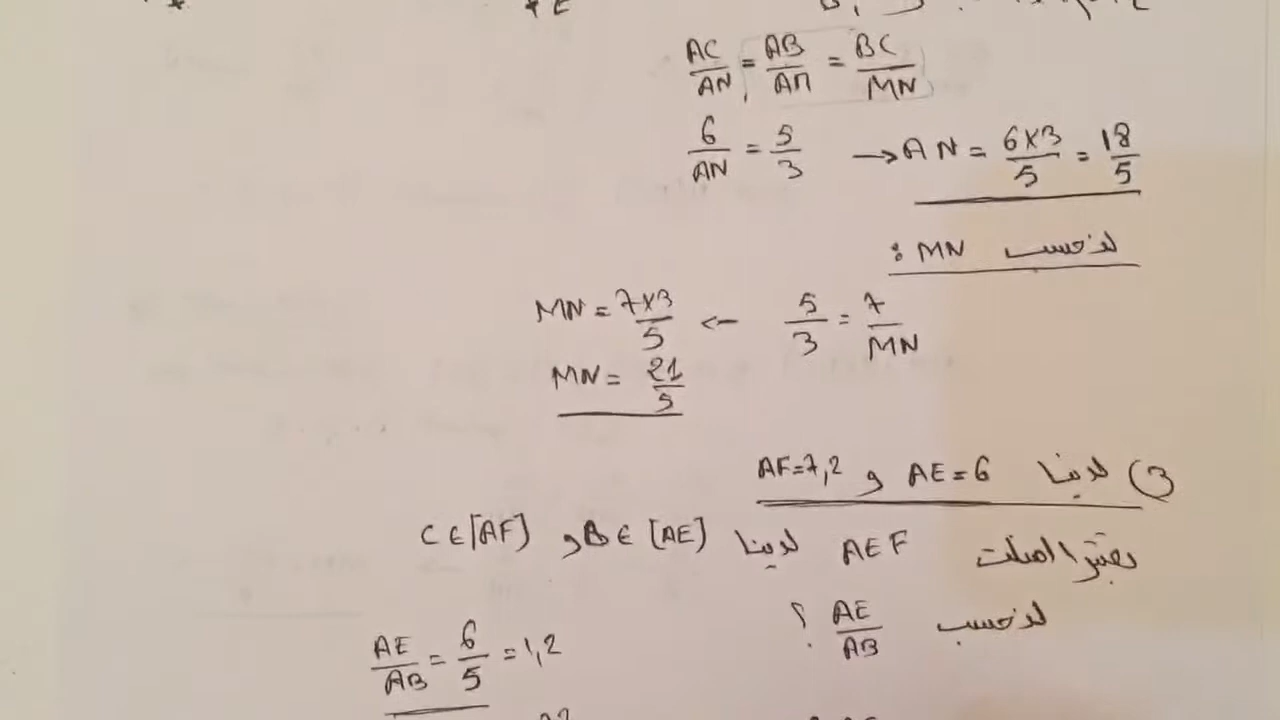 AC/AN = AB/AM = BC/MN
6/AN = 5/3 → AN = 6×3/5 = 18/5
لنحسب MN :
5/3 = 7/MN ← MN = 7×3/5
MN = 21/5
3) لدينا AE=6 و AF=7,2
نعتبر المثلث AEF لدينا B∈[AE] و C∈[AF]
لنحسب AE/AB ؟
AE/AB = 6/5 = 1,2